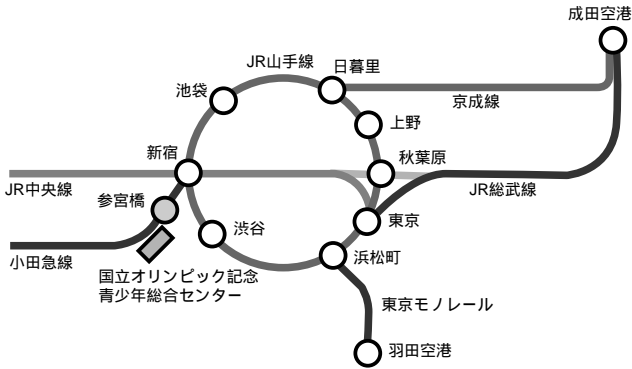 成田空港
JR山手線
日暮里
池袋
京成線
上野
新宿
秋葉原
JR中央線
JR総武線
参宮橋
東京
渋谷
小田急線
浜松町
国立オリンピック記念
青少年総合センター
東京モノレール
羽田空港